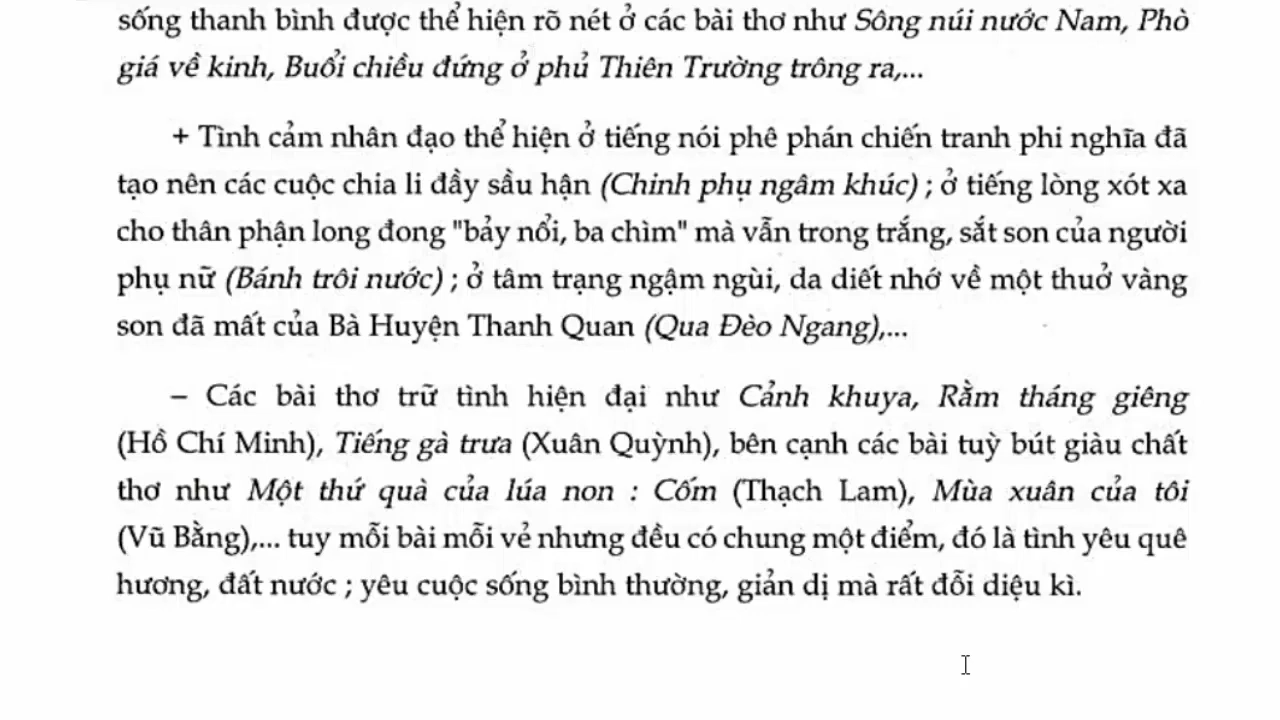 sống thanh bình được thể hiện rõ nét ở các bài thơ như Sông núi nước Nam, Phò
giá về kinh, Buổi chiều đứng ở phủ Thiên Trường trông ra,...
+ Tình cảm nhân đạo thể hiện ở tiếng nói phê phán chiến tranh phi nghĩa đã
tạo nên các cuộc chia li đầy sầu hận (Chinh phụ ngâm khúc) ; ở tiếng lòng xót xa
cho thân phận long đong "bảy nổi, ba chìm" mà vẫn trong trắng, sắt son của người
phụ nữ (Bánh trôi nước) ; ở tâm trạng ngậm ngùi, da diết nhớ về một thuở vàng
son đã mất của Bà Huyện Thanh Quan (Qua Đèo Ngang),...
– Các bài thơ trữ tình hiện đại như Cảnh khuya, Rằm tháng giêng
(Hồ Chí Minh), Tiếng gà trưa (Xuân Quỳnh), bên cạnh các bài tuỳ bút giàu chất
thơ như Một thứ quà của lúa non : Cốm (Thạch Lam), Mùa xuân của tôi
(Vũ Bằng),... tuy mỗi bài mỗi vẻ nhưng đều có chung một điểm, đó là tình yêu quê
hương, đất nước ; yêu cuộc sống bình thường, giản dị mà rất đỗi diệu kì.